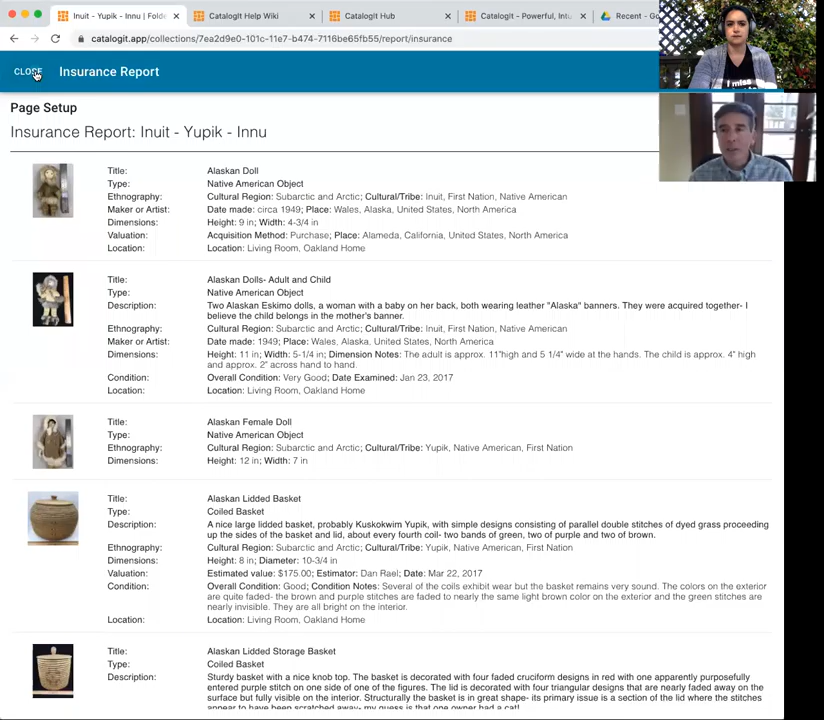 Inuit - Yupik - Innu | Folde
CatalogIt Help Wiki
CatalogIt Hub
CatalogIt - Powerful, Intu
Recent - Go
catalogit.app/collections/7ea2d9e0-101c-11e7-b474-7116be65fb55/report/insurance
CLOSE Insurance Report
Page Setup
Insurance Report: Inuit - Yupik - Innu
Title: Alaskan Doll
Type: Native American Object
Ethnography: Cultural Region: Subarctic and Arctic; Cultural/Tribe: Inuit, First Nation, Native American
Maker or Artist: Date made: circa 1949; Place: Wales, Alaska, United States, North America
Dimensions: Height: 9 in; Width: 4-3/4 in
Valuation: Acquisition Method: Purchase; Place: Alameda, California, United States, North America
Location: Location: Living Room, Oakland Home
Title: Alaskan Dolls- Adult and Child
Type: Native American Object
Description: Two Alaskan Eskimo dolls, a woman with a baby on her back, both wearing leather "Alaska" banners. They were acquired together- I
believe the child belongs in the mother's banner.
Ethnography: Cultural Region: Subarctic and Arctic; Cultural/Tribe: Inuit, First Nation, Native American
Maker or Artist: Date made: 1949; Place: Wales, Alaska, United States, North America
Dimensions: Height: 11 in; Width: 5-1/4 in; Dimension Notes: The adult is approx. 11"high and 5 1/4" wide at the hands. The child is approx. 4" high
and approx. 2" across hand to hand.
Condition: Overall Condition: Very Good; Date Examined: Jan 23, 2017
Location: Location: Living Room, Oakland Home
Title: Alaskan Female Doll
Type: Native American Object
Ethnography: Cultural Region: Subarctic and Arctic; Cultural/Tribe: Yupik, Native American, First Nation
Dimensions: Height: 12 in; Width: 7 in
Title: Alaskan Lidded Basket
Type: Coiled Basket
Description: A nice large lidded basket, probably Kuskokwim Yupik, with simple designs consisting of parallel double stitches of dyed grass proceeding
up the sides of the basket and lid, about every fourth coil- two bands of green, two of purple and two of brown.
Ethnography: Cultural Region: Subarctic and Arctic; Cultural/Tribe: Yupik, Native American, First Nation
Dimensions: Height: 8 in; Diameter: 10-3/4 in
Valuation: Estimated value: $175.00; Estimator: Dan Rael; Date: Mar 22, 2017
Condition: Overall Condition: Good; Condition Notes: Several of the coils exhibit wear but the basket remains very sound. The colors on the exterior
are quite faded- the brown and purple stitches are faded to nearly the same light brown color on the exterior and the green stitches are
nearly invisible. They are all bright on the interior.
Location: Location: Living Room, Oakland Home
Title: Alaskan Lidded Storage Basket
Type: Coiled Basket
Description: Sturdy basket with a nice knob top. The basket is decorated with four faded cruciform designs in red with one apparently purposefully
entered purple stitch on one side of one of the figures. The lid is decorated with four triangular designs that are nearly faded away on the
surface but fully visible on the interior. Structurally the basket is in great shape- its primary issue is a section of the lid where the stitches
appear to have been scratched away- my guess is that one owner had a cat!